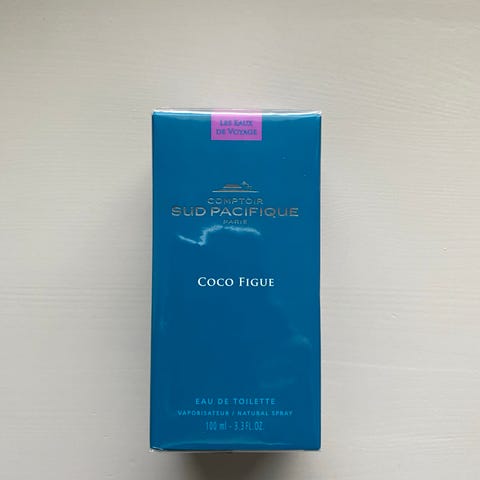 Les Eaux
de Voyage
COMPTOIR
SUD PACIFIQUE
PARIS
Coco Figue
EAU DE TOILETTE
VAPORISATEUR / NATURAL SPRAY
100 ml - 3,3 FL.OZ.